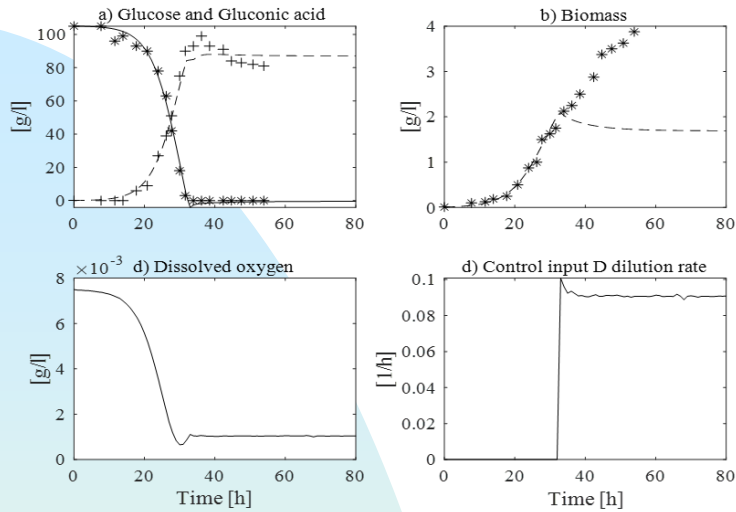 a) Glucose and Gluconic acid
[g/l]
100
80
60
40
20
0
0 20 40 60 80
b) Biomass
[g/l]
4
3
2
1
0
0 20 40 60 80
×10⁻³ d) Dissolved oxygen
[g/l]
8
6
4
2
0
0 20 40 60 80
Time [h]
d) Control input D dilution rate
[1/h]
0.1
0.08
0.06
0.04
0.02
0
0 20 40 60 80
Time [h]